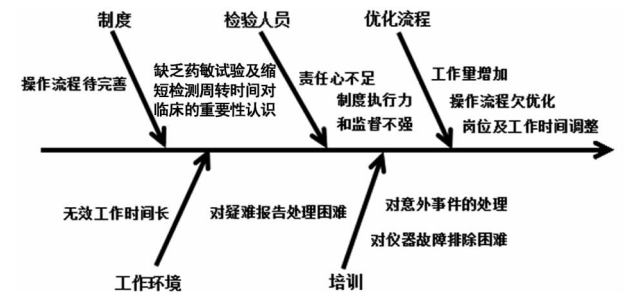 制度
检验人员
优化流程
操作流程待完善
缺乏药敏试验及缩
短检测周转时间对
临床的重要性认识
责任心不足
制度执行力
和监督不强
工作量增加
操作流程欠优化
岗位及工作时间调整
无效工作时间长
对疑难报告处理困难
对意外事件的处理
对仪器故障排除困难
工作环境
培训